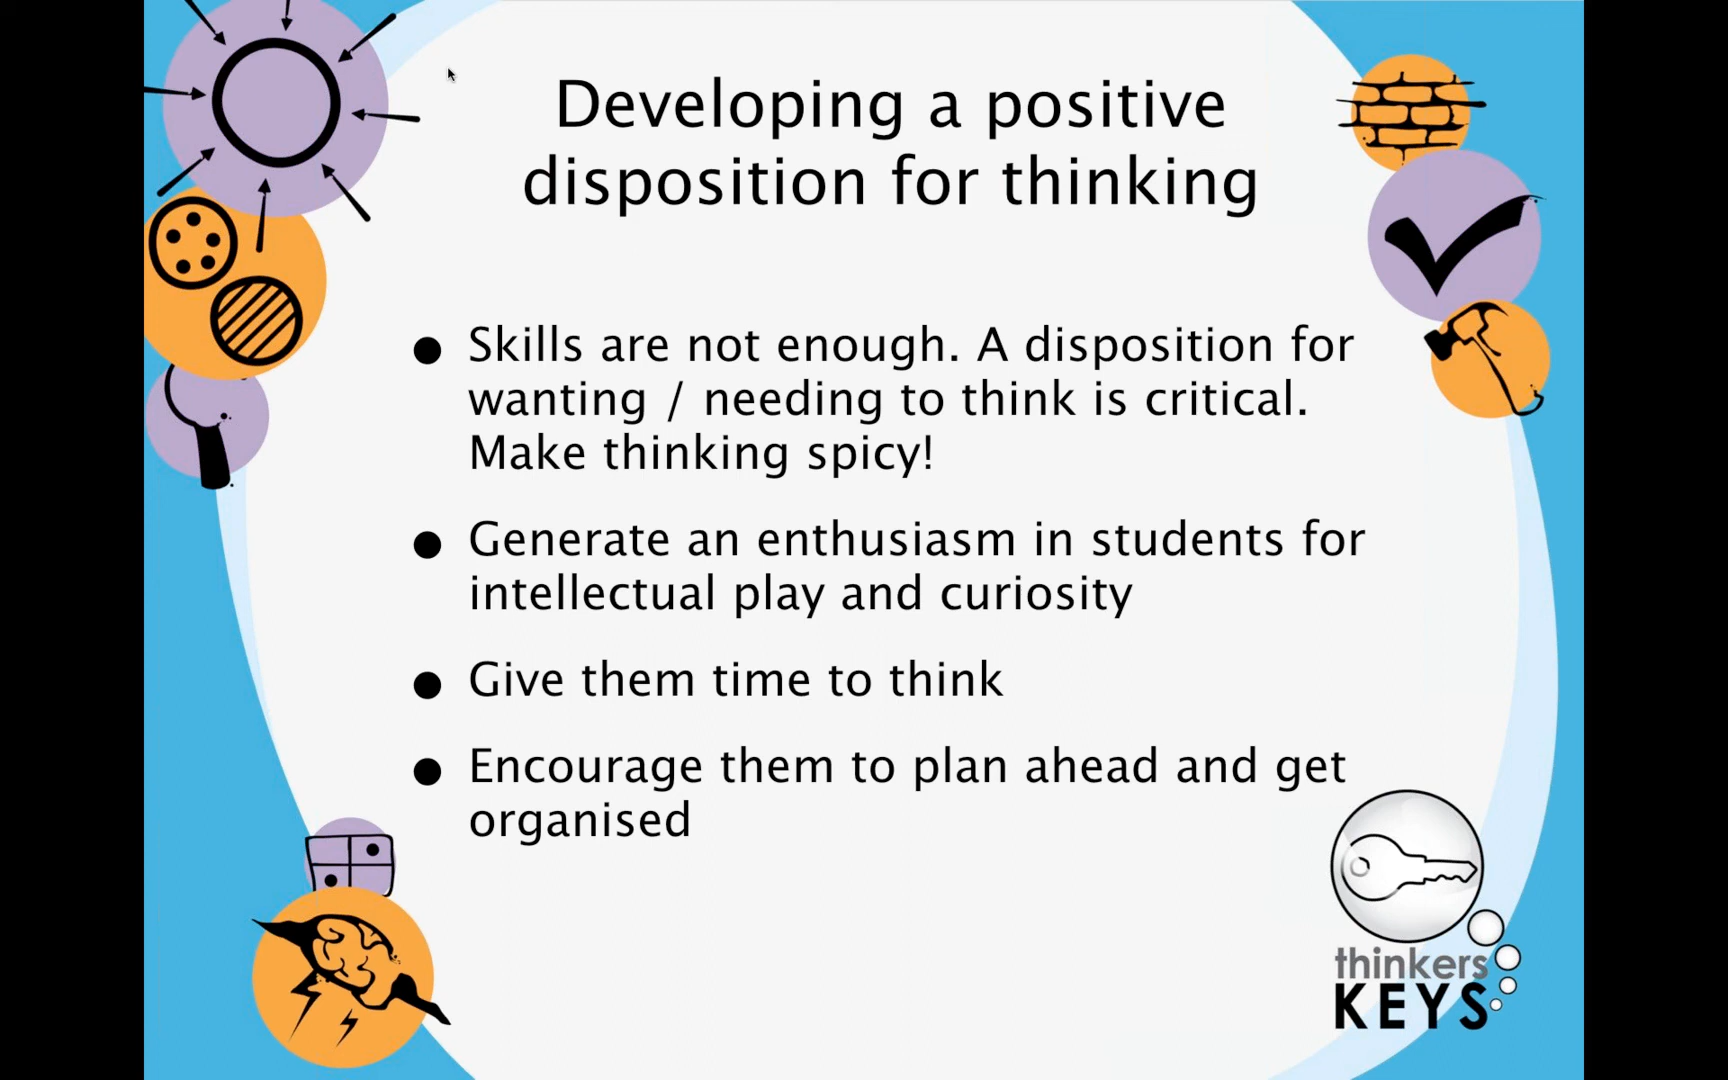 Developing a positive
disposition for thinking
● Skills are not enough. A disposition for
wanting / needing to think is critical.
Make thinking spicy!
● Generate an enthusiasm in students for
intellectual play and curiosity
● Give them time to think
● Encourage them to plan ahead and get
organised
thinkers
KEYS